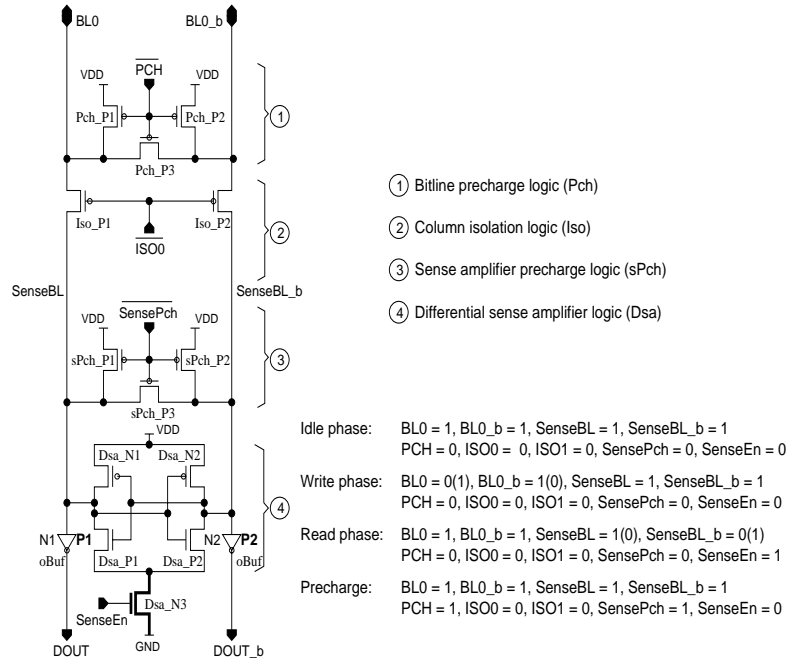 BL0 BL0_b
PCH
VDD VDD
Pch_P1 Pch_P2
1
Pch_P3
Iso_P1 Iso_P2
2
ISO0
SenseBL SenseBL_b
SensePch
VDD VDD
sPch_P1 sPch_P2
3
sPch_P3
VDD
Dsa_N1 Dsa_N2
4
N1 P1 N2 P2
oBuf Dsa_P1 Dsa_P2 oBuf
Dsa_N3
SenseEn
GND
DOUT DOUT_b
1 Bitline precharge logic (Pch)
2 Column isolation logic (Iso)
3 Sense amplifier precharge logic (sPch)
4 Differential sense amplifier logic (Dsa)
Idle phase: BL0 = 1, BL0_b = 1, SenseBL = 1, SenseBL_b = 1
PCH = 0, ISO0 = 0, ISO1 = 0, SensePch = 0, SenseEn = 0
Write phase: BL0 = 0(1), BL0_b = 1(0), SenseBL = 1, SenseBL_b = 1
PCH = 0, ISO0 = 0, ISO1 = 0, SensePch = 0, SenseEn = 0
Read phase: BL0 = 1, BL0_b = 1, SenseBL = 1(0), SenseBL_b = 0(1)
PCH = 0, ISO0 = 0, ISO1 = 0, SensePch = 0, SenseEn = 1
Precharge: BL0 = 1, BL0_b = 1, SenseBL = 1, SenseBL_b = 1
PCH = 1, ISO0 = 0, ISO1 = 0, SensePch = 1, SenseEn = 0